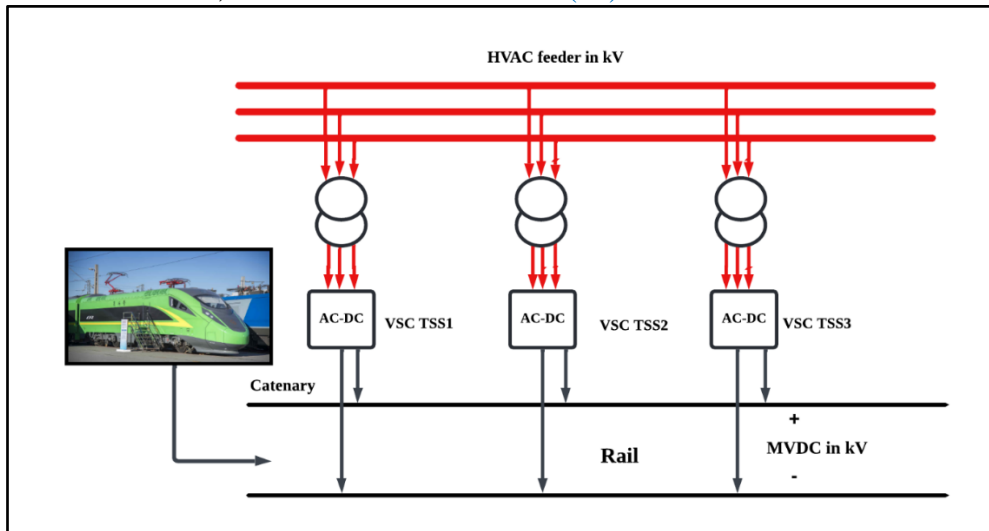 HVAC feeder in kV
AC-DC
VSC TSS1
AC-DC
VSC TSS2
AC-DC
VSC TSS3
Catenary
+
Rail
MVDC in kV
-